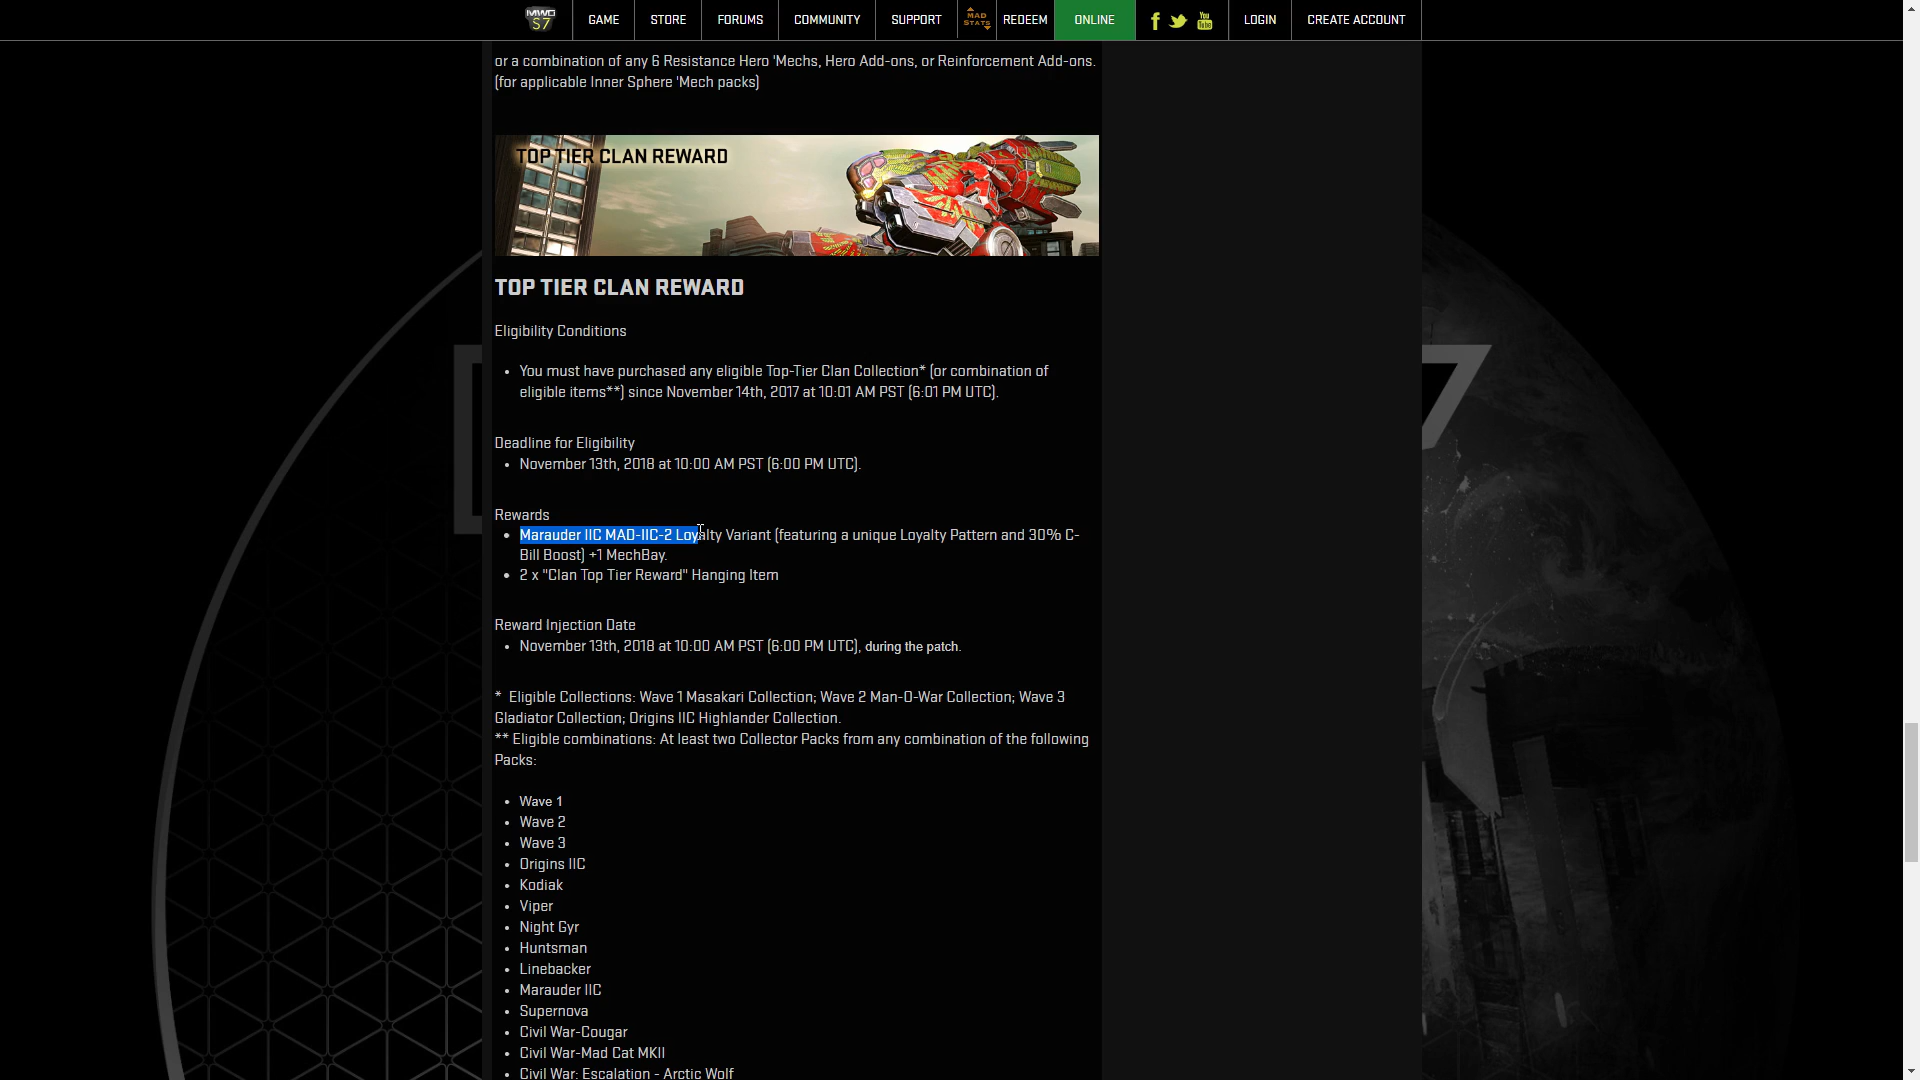 MWO
S7
GAME
STORE
FORUMS
COMMUNITY
SUPPORT
MAD
STATS
REDEEM
ONLINE
f
You
Tube
LOGIN
CREATE ACCOUNT
or a combination of any 6 Resistance Hero 'Mechs, Hero Add-ons, or Reinforcement Add-ons.
(for applicable Inner Sphere 'Mech packs)
TOP TIER CLAN REWARD
TOP TIER CLAN REWARD
Eligibility Conditions
• You must have purchased any eligible Top-Tier Clan Collection* (or combination of
eligible items**) since November 14th, 2017 at 10:01 AM PST (6:01 PM UTC).
Deadline for Eligibility
• November 13th, 2018 at 10:00 AM PST (6:00 PM UTC).
Rewards
• Marauder IIC MAD-IIC-2 Loyalty Variant (featuring a unique Loyalty Pattern and 30% C-
Bill Boost) +1 MechBay.
• 2 x "Clan Top Tier Reward" Hanging Item
Reward Injection Date
• November 13th, 2018 at 10:00 AM PST (6:00 PM UTC), during the patch.
* Eligible Collections: Wave 1 Masakari Collection; Wave 2 Man-O-War Collection; Wave 3
Gladiator Collection; Origins IIC Highlander Collection.
** Eligible combinations: At least two Collector Packs from any combination of the following
Packs:
• Wave 1
• Wave 2
• Wave 3
• Origins IIC
• Kodiak
• Viper
• Night Gyr
• Huntsman
• Linebacker
• Marauder IIC
• Supernova
• Civil War-Cougar
• Civil War-Mad Cat MKII
• Civil War: Escalation - Arctic Wolf
7